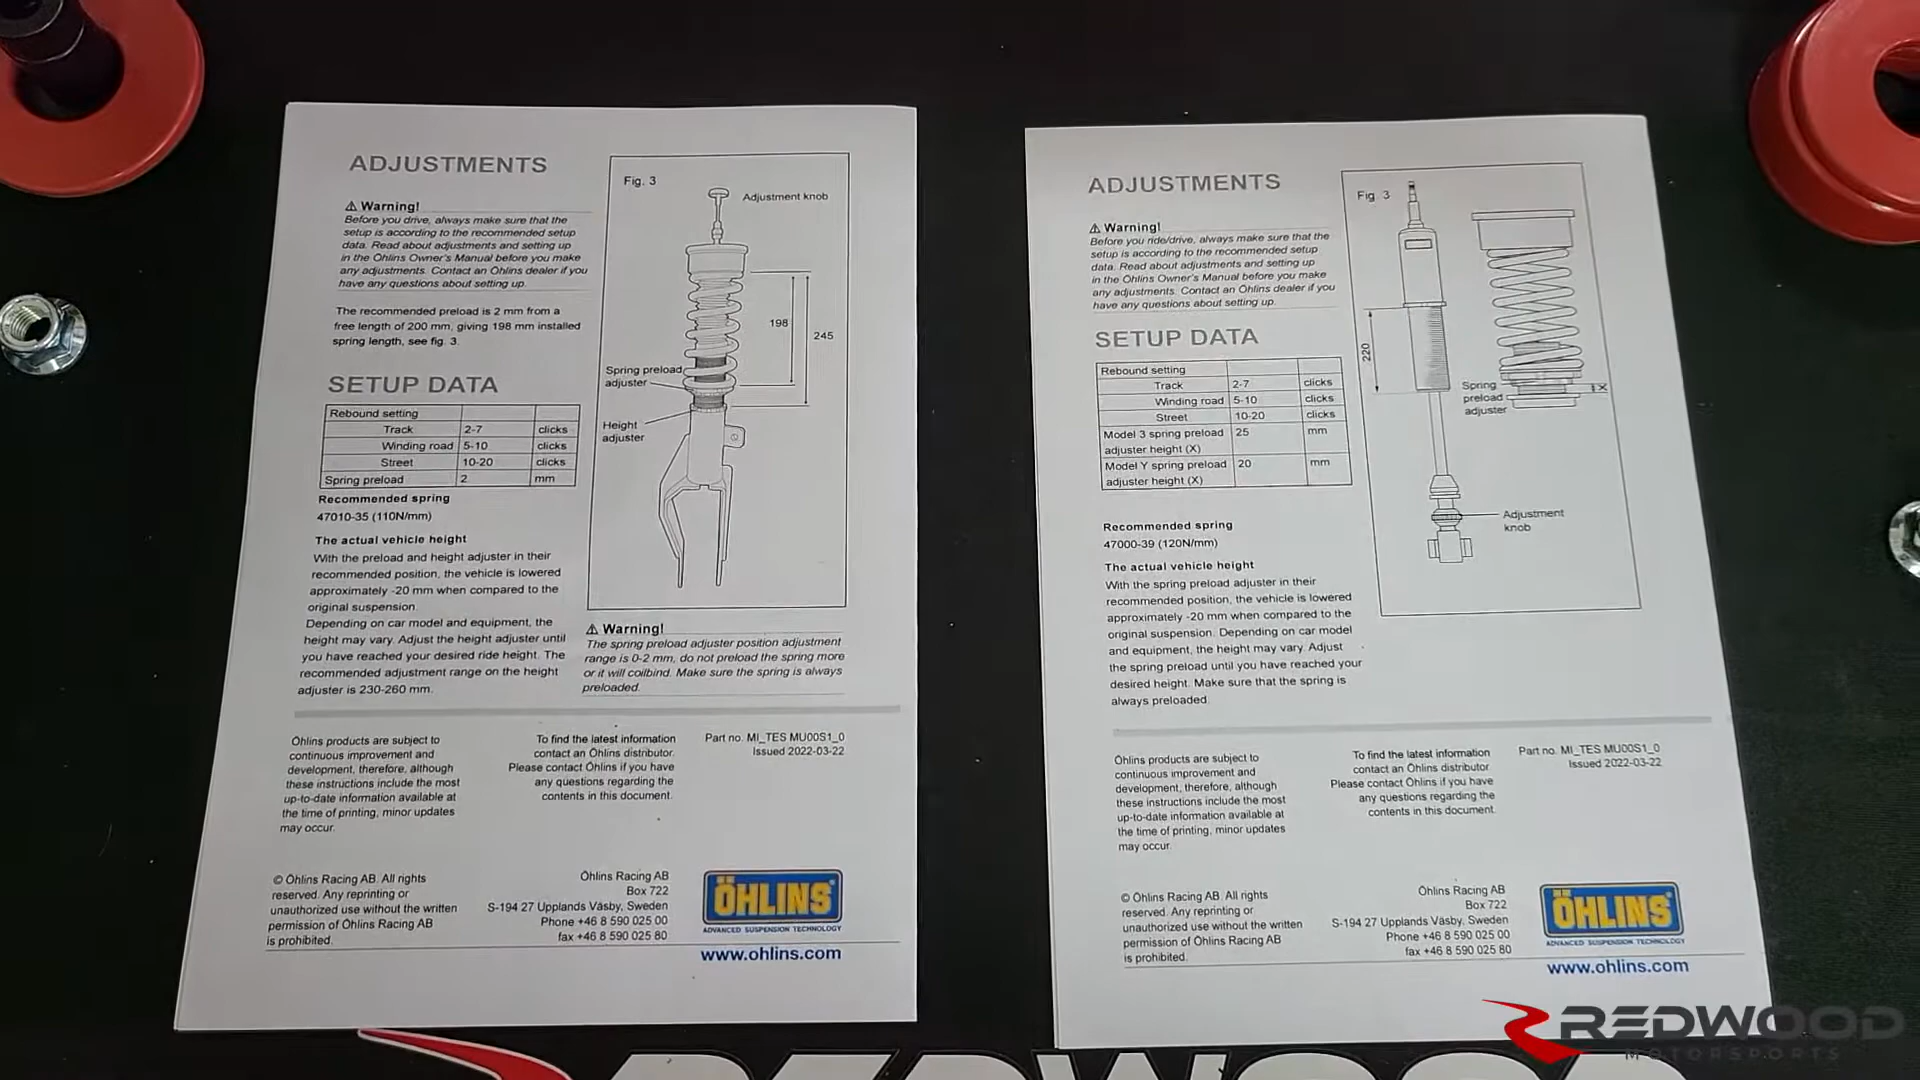 ADJUSTMENTS
⚠ Warning!
Before you drive, always make sure that the
setup is according to the recommended setup
data. Read about adjustments and setting up
in the Öhlins Owner's Manual before you make
any adjustments. Contact an Öhlins dealer if you
have any questions about setting up.
The recommended preload is 2 mm from a
free length of 200 mm, giving 198 mm installed
spring length, see fig. 3.
SETUP DATA
Rebound setting
Track 2-7 clicks
Winding road 5-10 clicks
Street 10-20 clicks
Spring preload 2 mm
Recommended spring
47010-35 (110N/mm)
The actual vehicle height
With the preload and height adjuster in their
recommended position, the vehicle is lowered
approximately -20 mm when compared to the
original suspension.
Depending on car model and equipment, the
height may vary. Adjust the height adjuster until
you have reached your desired ride height. The
recommended adjustment range on the height
adjuster is 230-260 mm.
Fig. 3
Adjustment knob
198
245
Spring preload
adjuster
Height
adjuster
⚠ Warning!
The spring preload adjuster position adjustment
range is 0-2 mm, do not preload the spring more
or it will coilbind. Make sure the spring is always
preloaded.
Öhlins products are subject to
continuous improvement and
development, therefore, although
these instructions include the most
up-to-date information available at
the time of printing, minor updates
may occur.
To find the latest information
contact an Öhlins distributor.
Please contact Öhlins if you have
any questions regarding the
contents in this document.
Part no. MI_TES MU00S1_0
Issued 2022-03-22
© Öhlins Racing AB. All rights
reserved. Any reprinting or
unauthorized use without the written
permission of Öhlins Racing AB
is prohibited.
Öhlins Racing AB
Box 722
S-194 27 Upplands Väsby, Sweden
Phone +46 8 590 025 00
fax +46 8 590 025 80
ÖHLINS
ADVANCED SUSPENSION TECHNOLOGY
www.ohlins.com
ADJUSTMENTS
⚠ Warning!
Before you ride/drive, always make sure that the
setup is according to the recommended setup
data. Read about adjustments and setting up
in the Öhlins Owner's Manual before you make
any adjustments. Contact an Öhlins dealer if you
have any questions about setting up.
SETUP DATA
Rebound setting
Track 2-7 clicks
Winding road 5-10 clicks
Street 10-20 clicks
Model 3 spring preload 25 mm
adjuster height (X)
Model Y spring preload 20 mm
adjuster height (X)
Recommended spring
47000-39 (120N/mm)
The actual vehicle height
With the spring preload adjuster in their
recommended position, the vehicle is lowered
approximately -20 mm when compared to the
original suspension. Depending on car model
and equipment, the height may vary. Adjust
the spring preload until you have reached your
desired height. Make sure that the spring is
always preloaded.
Fig. 3
220
Spring
preload
adjuster
X
Adjustment
knob
Öhlins products are subject to
continuous improvement and
development, therefore, although
these instructions include the most
up-to-date information available at
the time of printing, minor updates
may occur.
To find the latest information
contact an Öhlins distributor.
Please contact Öhlins if you have
any questions regarding the
contents in this document.
Part no. MI_TES MU00S1_0
Issued 2022-03-22
© Öhlins Racing AB. All rights
reserved. Any reprinting or
unauthorized use without the written
permission of Öhlins Racing AB
is prohibited.
Öhlins Racing AB
Box 722
S-194 27 Upplands Väsby, Sweden
Phone +46 8 590 025 00
fax +46 8 590 025 80
ÖHLINS
ADVANCED SUSPENSION TECHNOLOGY
www.ohlins.com
REDWOOD
MOTORSPORTS
REDWOOD